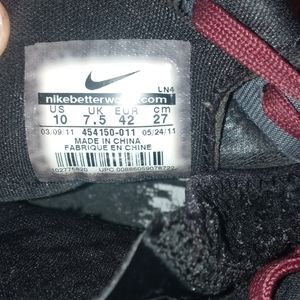 LN4
nikebetterworld.com
US UK EUR cm
10 7.5 42 27
03/09/11 454150-011 05/24/11
MADE IN CHINA
FABRIQUE EN CHINE
UPC